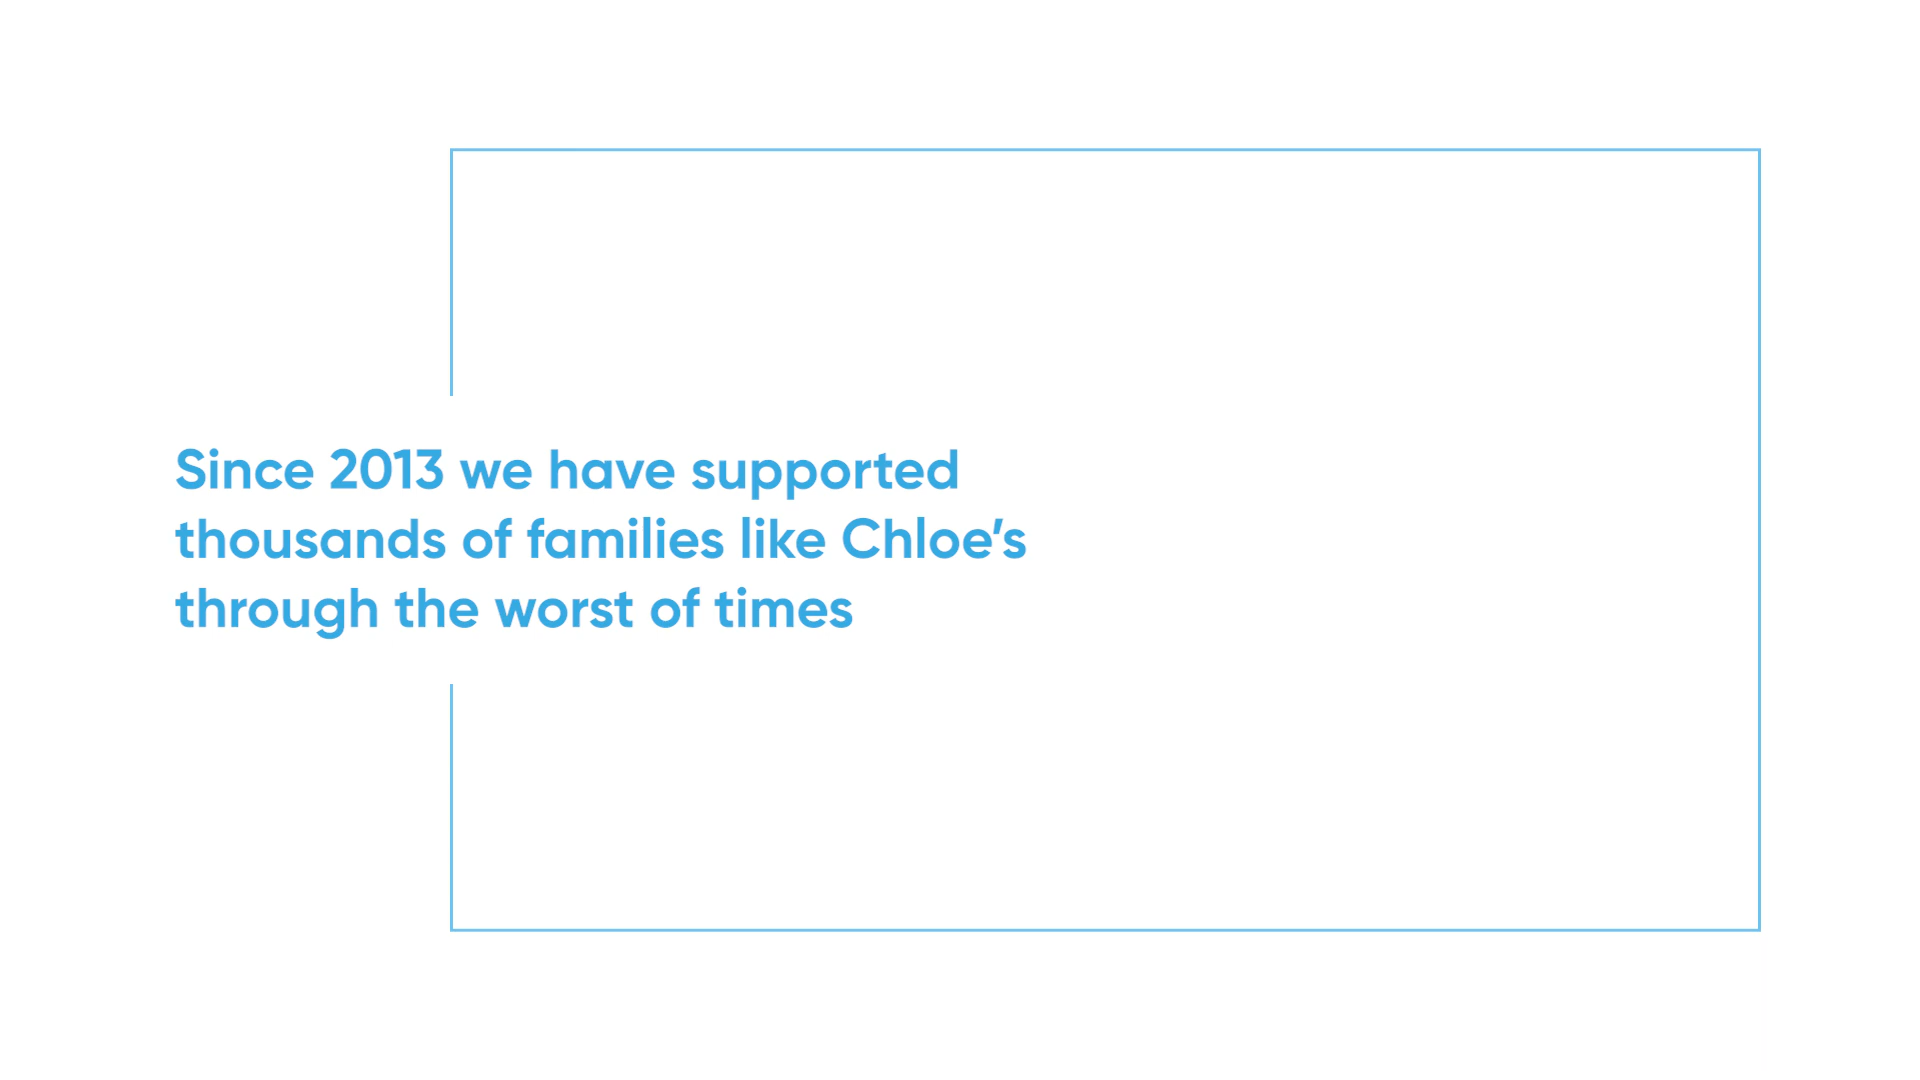 Since 2013 we have supported
thousands of families like Chloe’s
through the worst of times